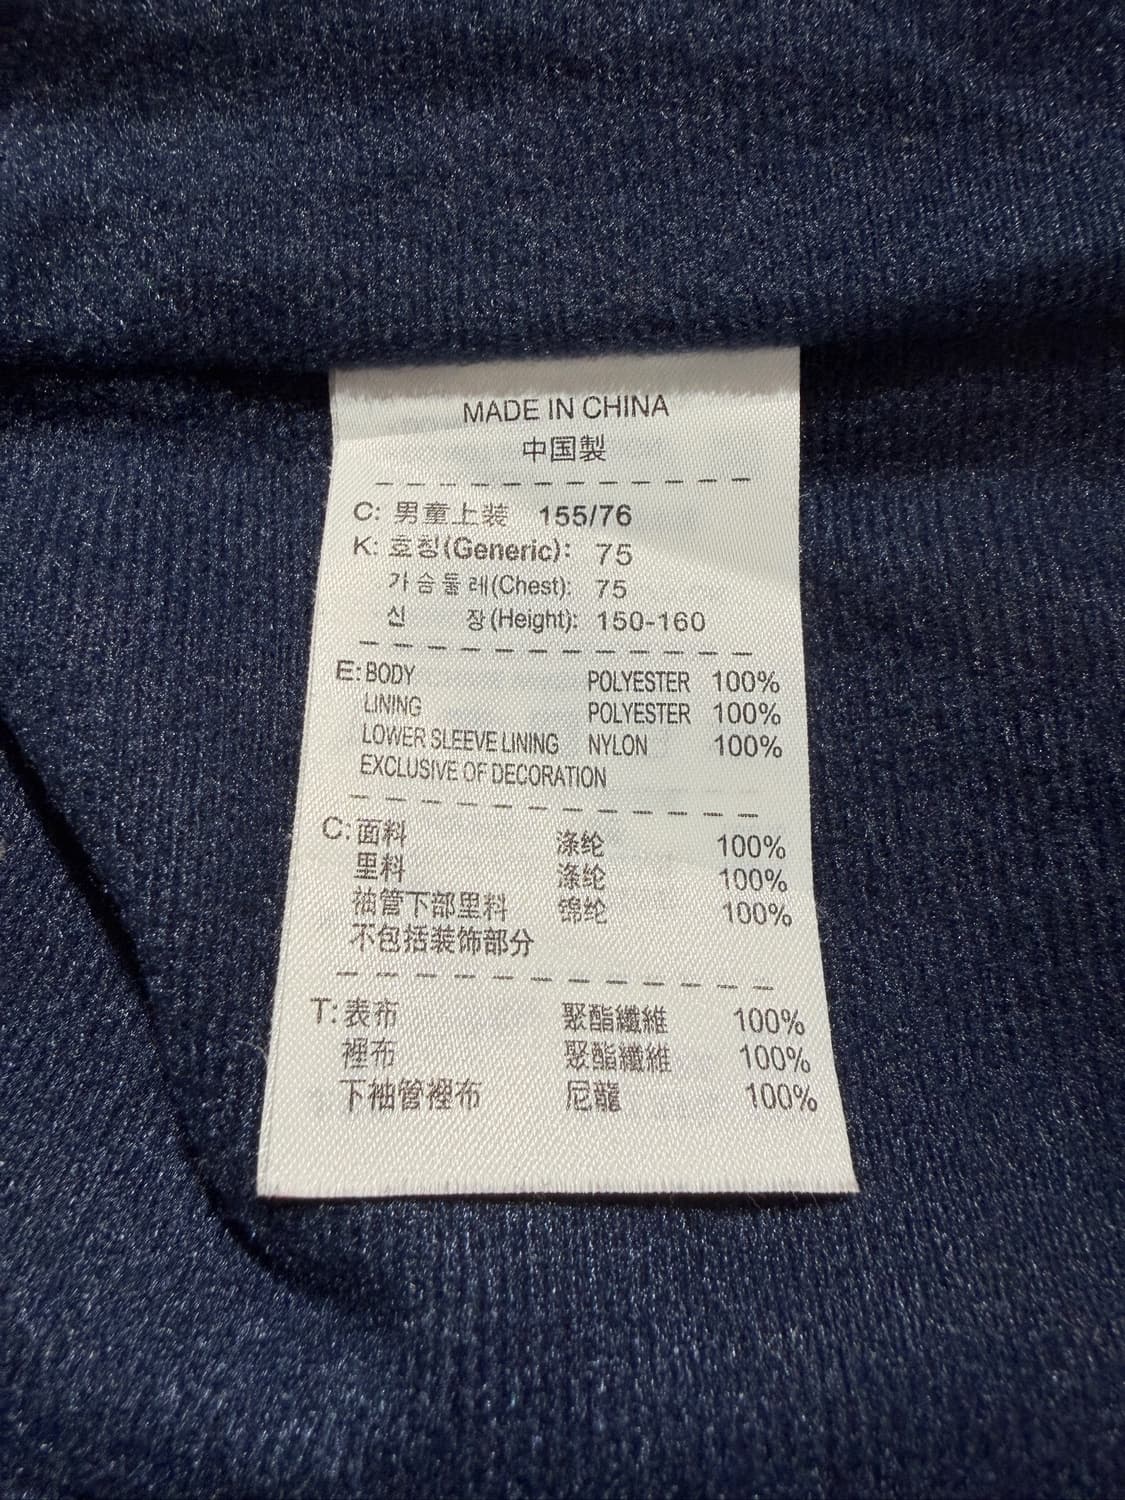 MADE IN CHINA
中国製
C: 男童上装 155/76
K: 호칭(Generic): 75
가슴둘레(Chest): 75
신 장(Height): 150-160
E: BODY POLYESTER 100%
LINING POLYESTER 100%
LOWER SLEEVE LINING NYLON 100%
EXCLUSIVE OF DECORATION
C: 面料 涤纶 100%
里料 涤纶 100%
袖管下部里料 锦纶 100%
不包括装饰部分
T: 表布 聚酯纖維 100%
裡布 聚酯纖維 100%
下袖管裡布 尼龍 100%